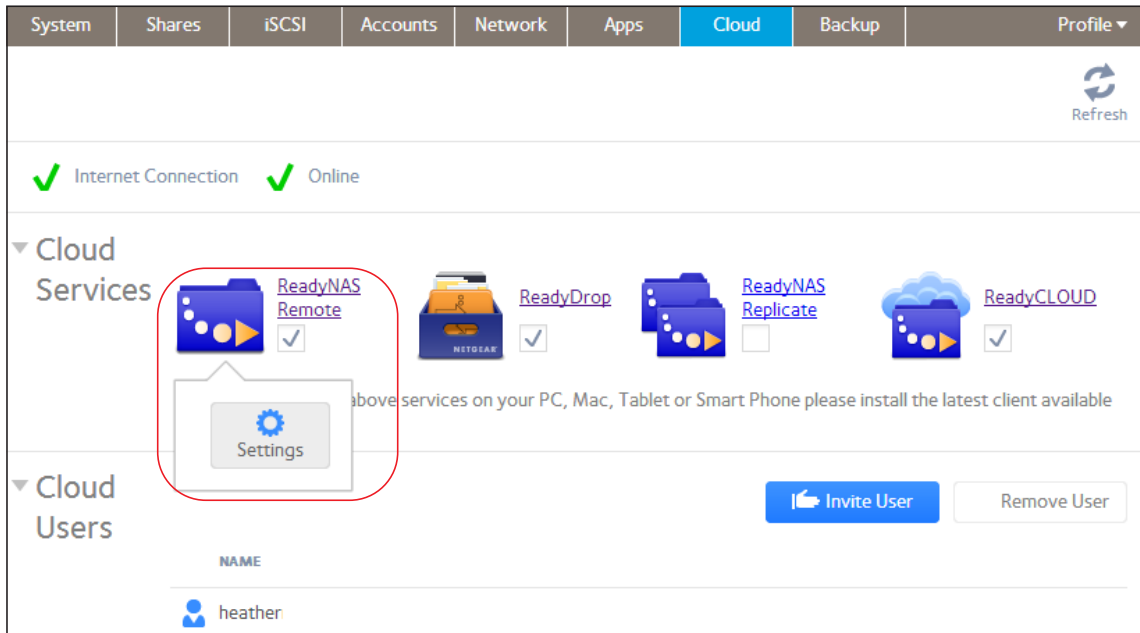 System Shares iSCSI Accounts Network Apps Cloud Backup Profile
Refresh
Internet Connection Online
Cloud Services
ReadyNAS Remote
ReadyDrop
NETGEAR
ReadyNAS Replicate
ReadyCLOUD
above services on your PC, Mac, Tablet or Smart Phone please install the latest client available
Settings
Cloud Users
Invite User Remove User
NAME
heather